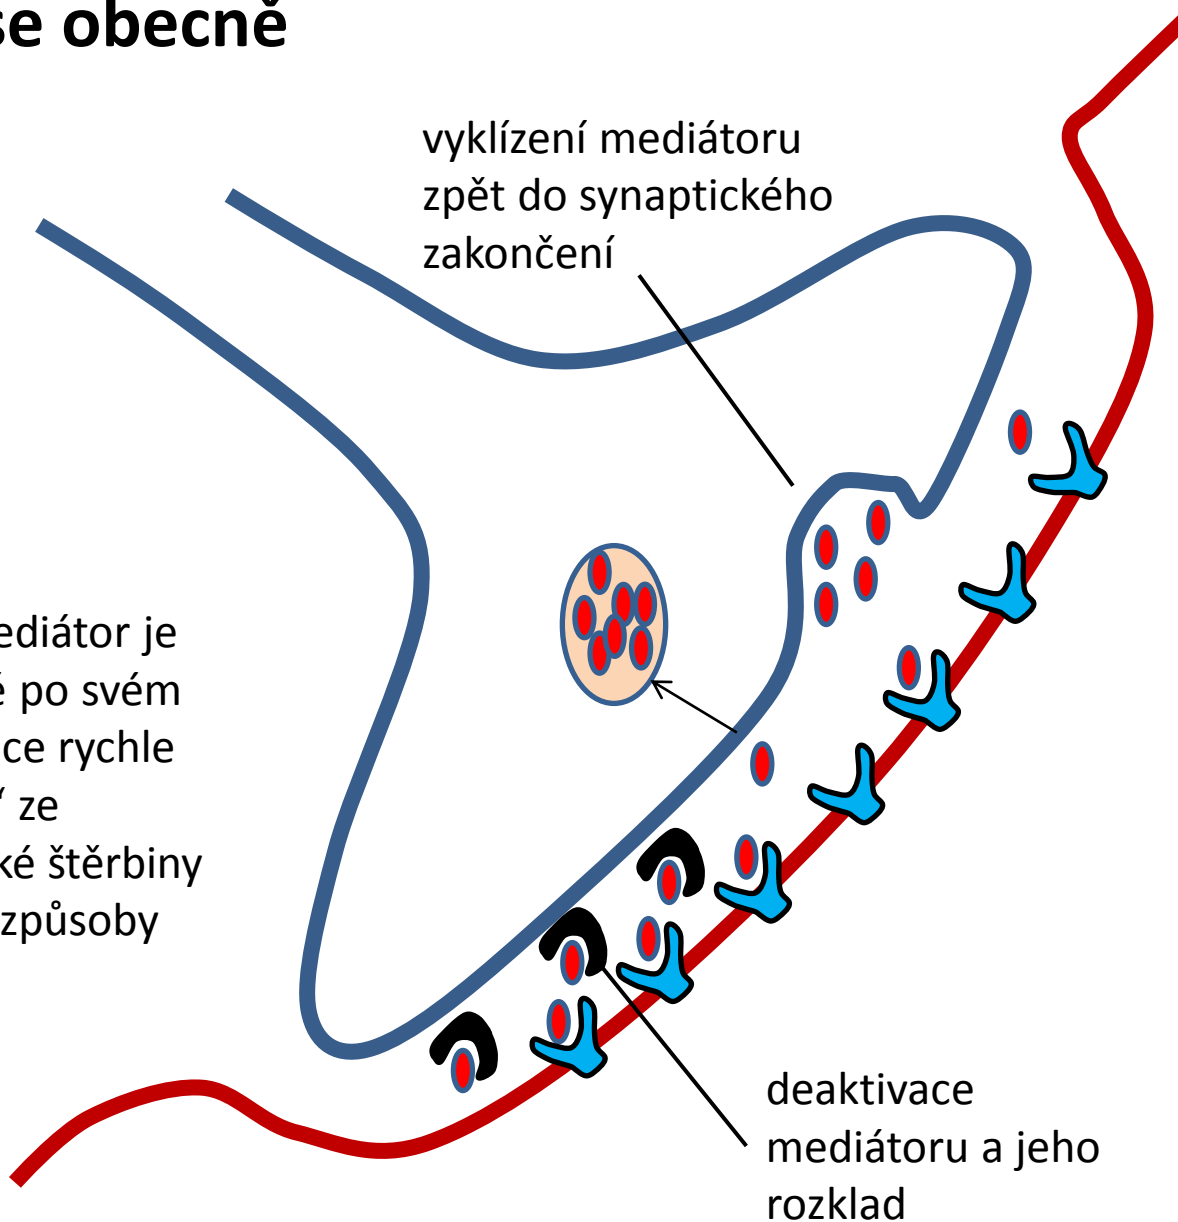 se obecně
vyklízení mediátoru
zpět do synaptického
zakončení
ediátor je
po svém
ce rychle
ze
ké štěrbiny
způsoby
deaktivace
mediátoru a jeho
rozklad